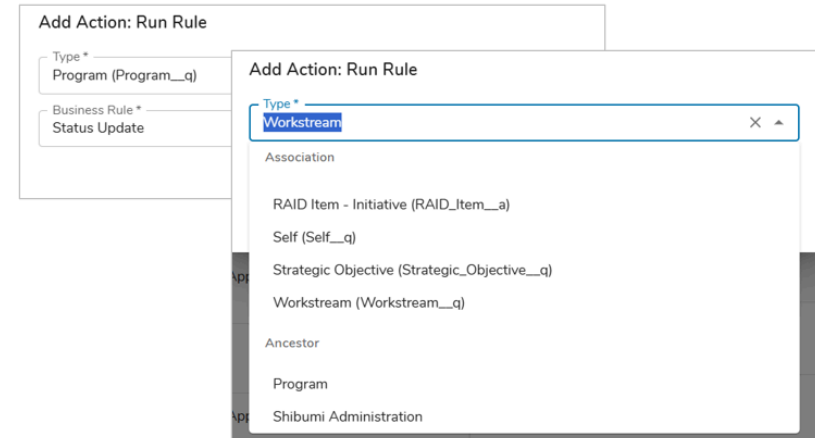 Add Action: Run Rule
Type *
Program (Program__q)
Business Rule *
Status Update
Add Action: Run Rule
Type *
Workstream
Association
RAID Item - Initiative (RAID_Item__a)
Self (Self__q)
Strategic Objective (Strategic_Objective__q)
Workstream (Workstream__q)
Ancestor
Program
Shibumi Administration